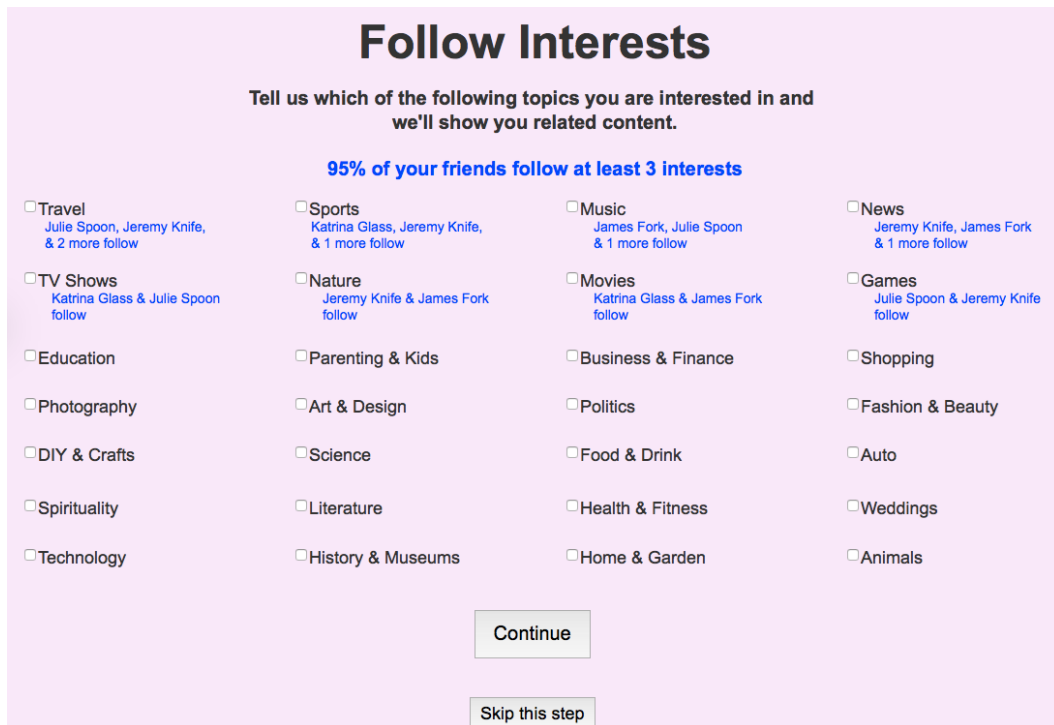 Follow Interests
Tell us which of the following topics you are interested in and
we'll show you related content.
95% of your friends follow at least 3 interests
Travel
Julie Spoon, Jeremy Knife,
& 2 more follow
Sports
Katrina Glass, Jeremy Knife,
& 1 more follow
Music
James Fork, Julie Spoon
& 1 more follow
News
Jeremy Knife, James Fork
& 1 more follow
TV Shows
Katrina Glass & Julie Spoon
follow
Nature
Jeremy Knife & James Fork
follow
Movies
Katrina Glass & James Fork
follow
Games
Julie Spoon & Jeremy Knife
follow
Education
Parenting & Kids
Business & Finance
Shopping
Photography
Art & Design
Politics
Fashion & Beauty
DIY & Crafts
Science
Food & Drink
Auto
Spirituality
Literature
Health & Fitness
Weddings
Technology
History & Museums
Home & Garden
Animals
Continue
Skip this step